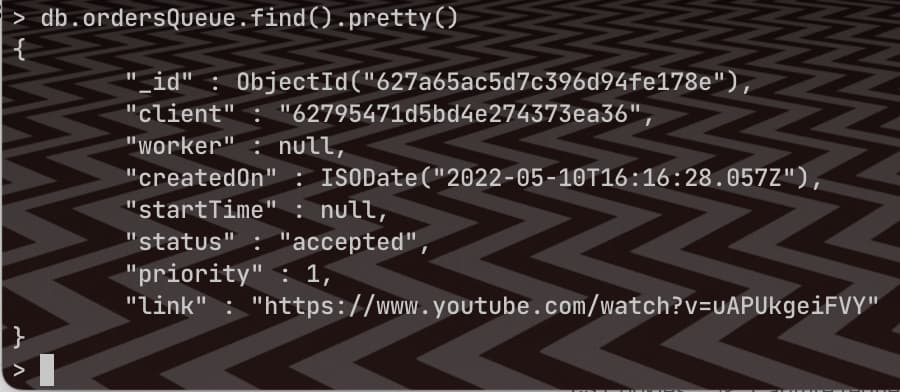 > db.ordersQueue.find().pretty()
{
"_id" : ObjectId("627a65ac5d7c396d94fe178e"),
"client" : "62795471d5bd4e274373ea36",
"worker" : null,
"createdOn" : ISODate("2022-05-10T16:16:28.057Z"),
"startTime" : null,
"status" : "accepted",
"priority" : 1,
"link" : "https://www.youtube.com/watch?v=uAPUkgeiFVY"
}
>